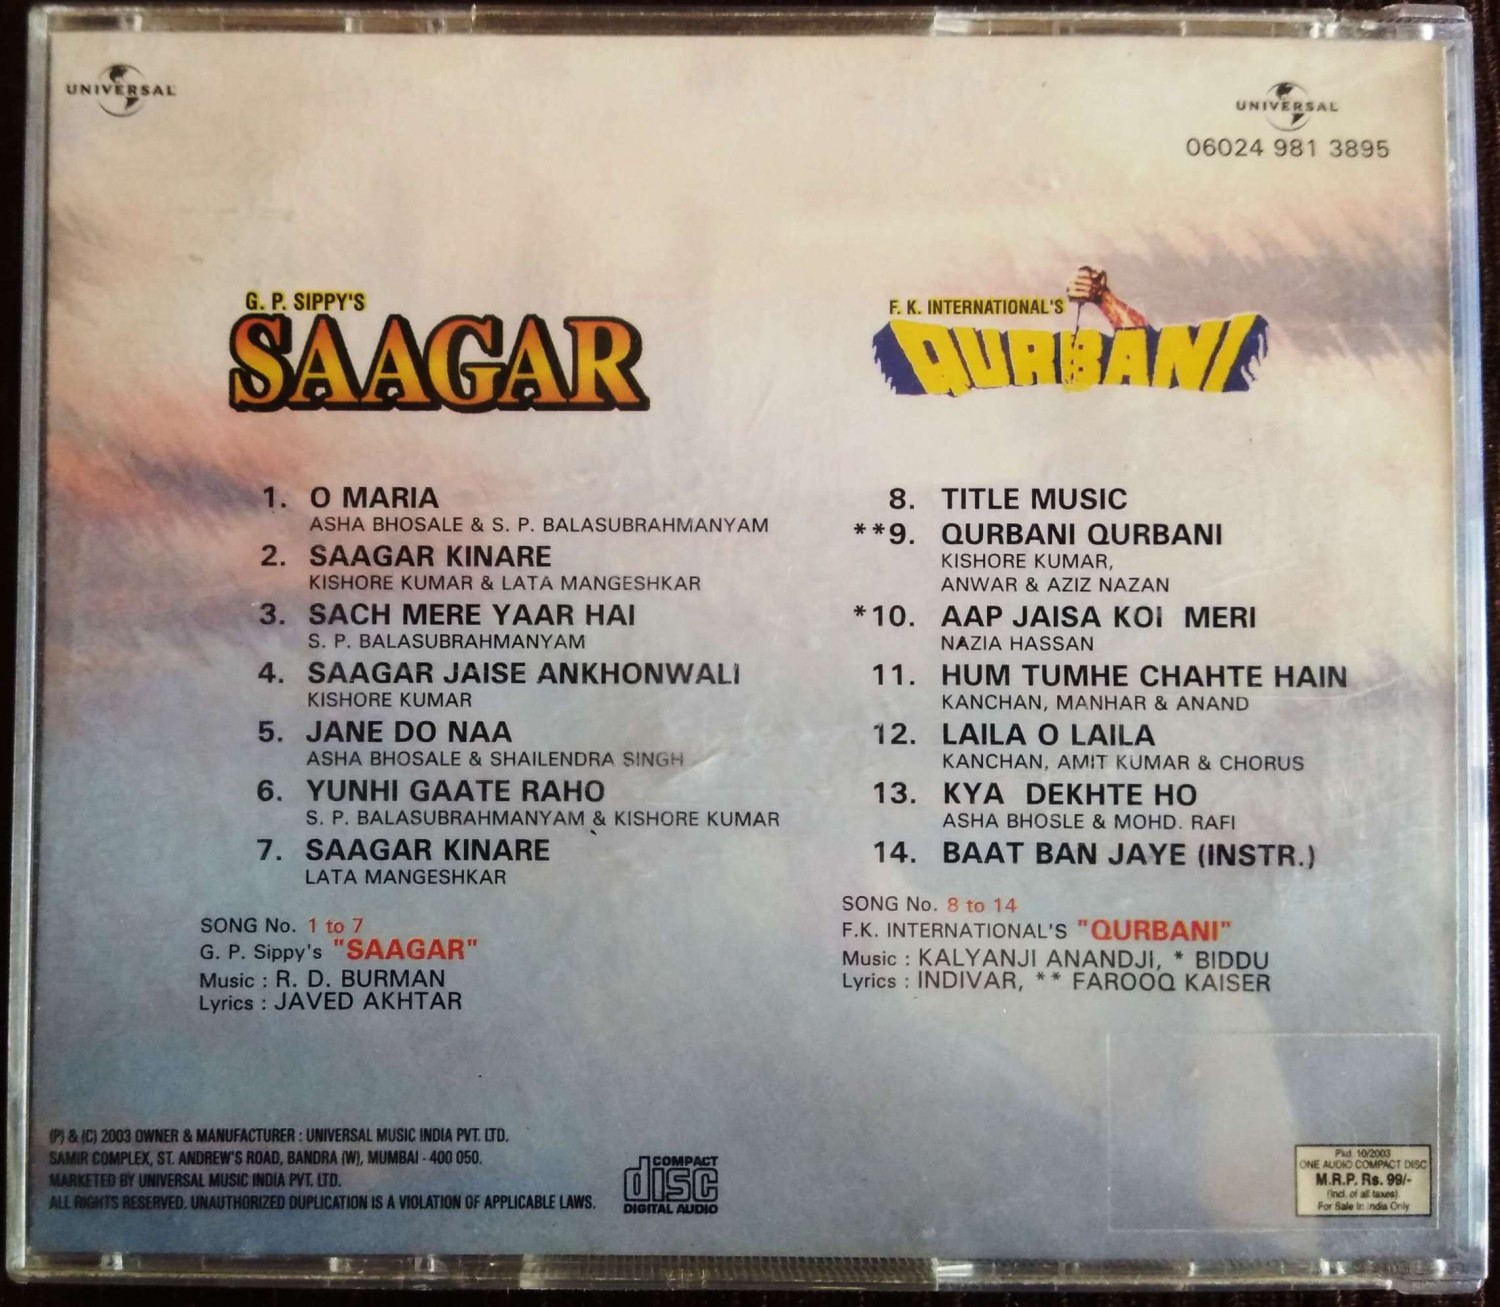 UNIVERSAL
UNIVERSAL
06024 981 3895
G. P. SIPPY'S
SAAGAR
1. O MARIA
ASHA BHOSALE & S. P. BALASUBRAHMANYAM
2. SAAGAR KINARE
KISHORE KUMAR & LATA MANGESHKAR
3. SACH MERE YAAR HAI
S. P. BALASUBRAHMANYAM
4. SAAGAR JAISE ANKHONWALI
KISHORE KUMAR
5. JANE DO NAA
ASHA BHOSALE & SHAILENDRA SINGH
6. YUNHI GAATE RAHO
S. P. BALASUBRAHMANYAM & KISHORE KUMAR
7. SAAGAR KINARE
LATA MANGESHKAR
SONG No. 1 to 7
G. P. Sippy's "SAAGAR"
Music : R. D. BURMAN
Lyrics : JAVED AKHTAR
F. K. INTERNATIONAL'S
QURBANI
8. TITLE MUSIC
**9. QURBANI QURBANI
KISHORE KUMAR,
ANWAR & AZIZ NAZAN
*10. AAP JAISA KOI MERI
NAZIA HASSAN
11. HUM TUMHE CHAHTE HAIN
KANCHAN, MANHAR & ANAND
12. LAILA O LAILA
KANCHAN, AMIT KUMAR & CHORUS
13. KYA DEKHTE HO
ASHA BHOSLE & MOHD. RAFI
14. BAAT BAN JAYE (INSTR.)
SONG No. 8 to 14
F.K. INTERNATIONAL'S "QURBANI"
Music : KALYANJI ANANDJI, * BIDDU
Lyrics : INDIVAR, ** FAROOQ KAISER
(P) & (C) 2003 OWNER & MANUFACTURER : UNIVERSAL MUSIC INDIA PVT. LTD.
SAMIR COMPLEX, ST. ANDREW'S ROAD, BANDRA (W), MUMBAI - 400 050.
MARKETED BY UNIVERSAL MUSIC INDIA PVT. LTD.
ALL RIGHTS RESERVED. UNAUTHORIZED DUPLICATION IS A VIOLATION OF APPLICABLE LAWS.
COMPACT
disc
DIGITAL AUDIO
Pkd. 10/2003
ONE AUDIO COMPACT DISC
M.R.P. Rs. 99/-
(Incl. of all taxes)
For Sale In India Only